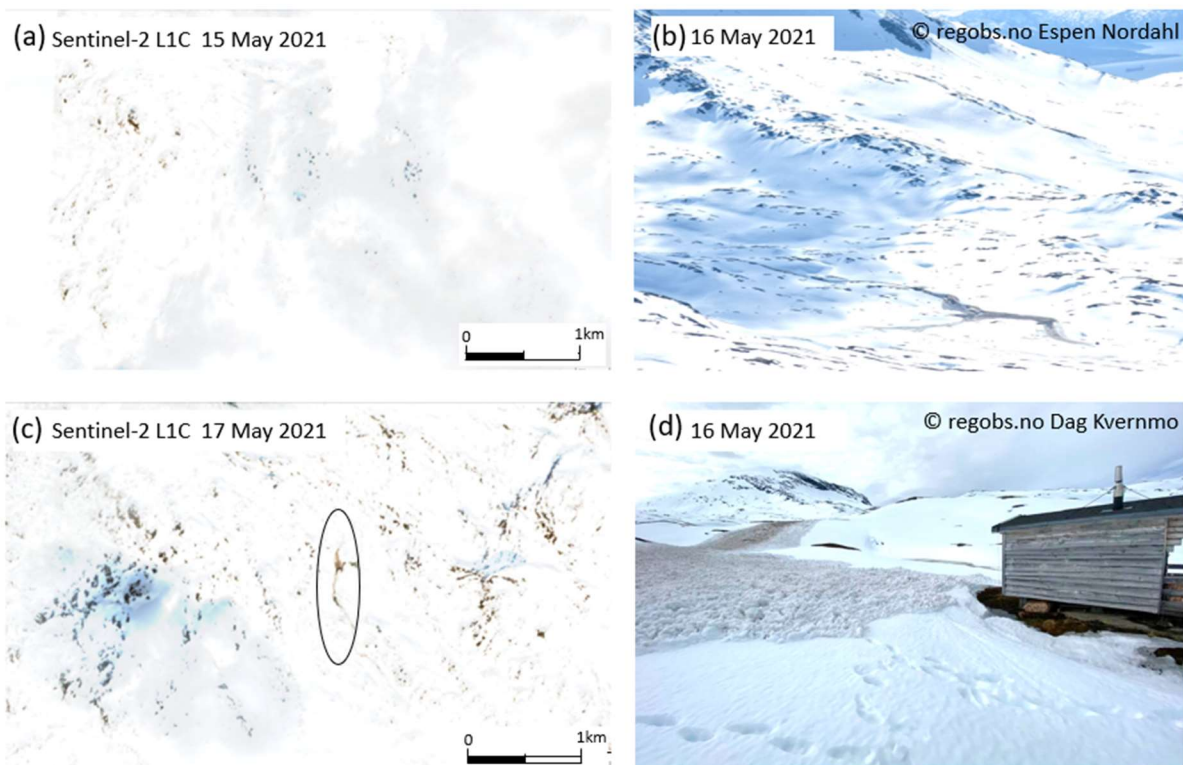 (a) Sentinel-2 L1C 15 May 2021
0 1km
(b) 16 May 2021
© regobs.no Espen Nordahl
(c) Sentinel-2 L1C 17 May 2021
0 1km
(d) 16 May 2021
© regobs.no Dag Kvernmo